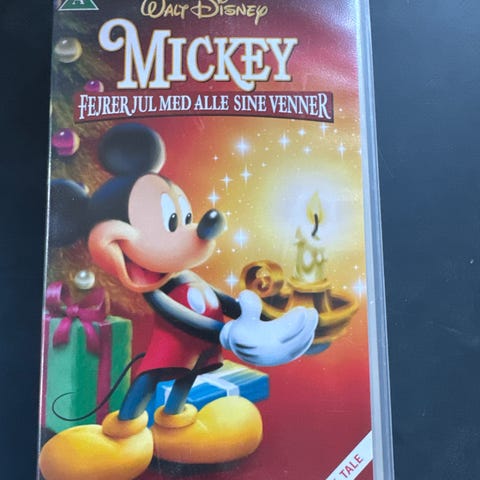 A
WALT DISNEY
MICKEY
FEJRER JUL MED ALLE SINE VENNER
TALE